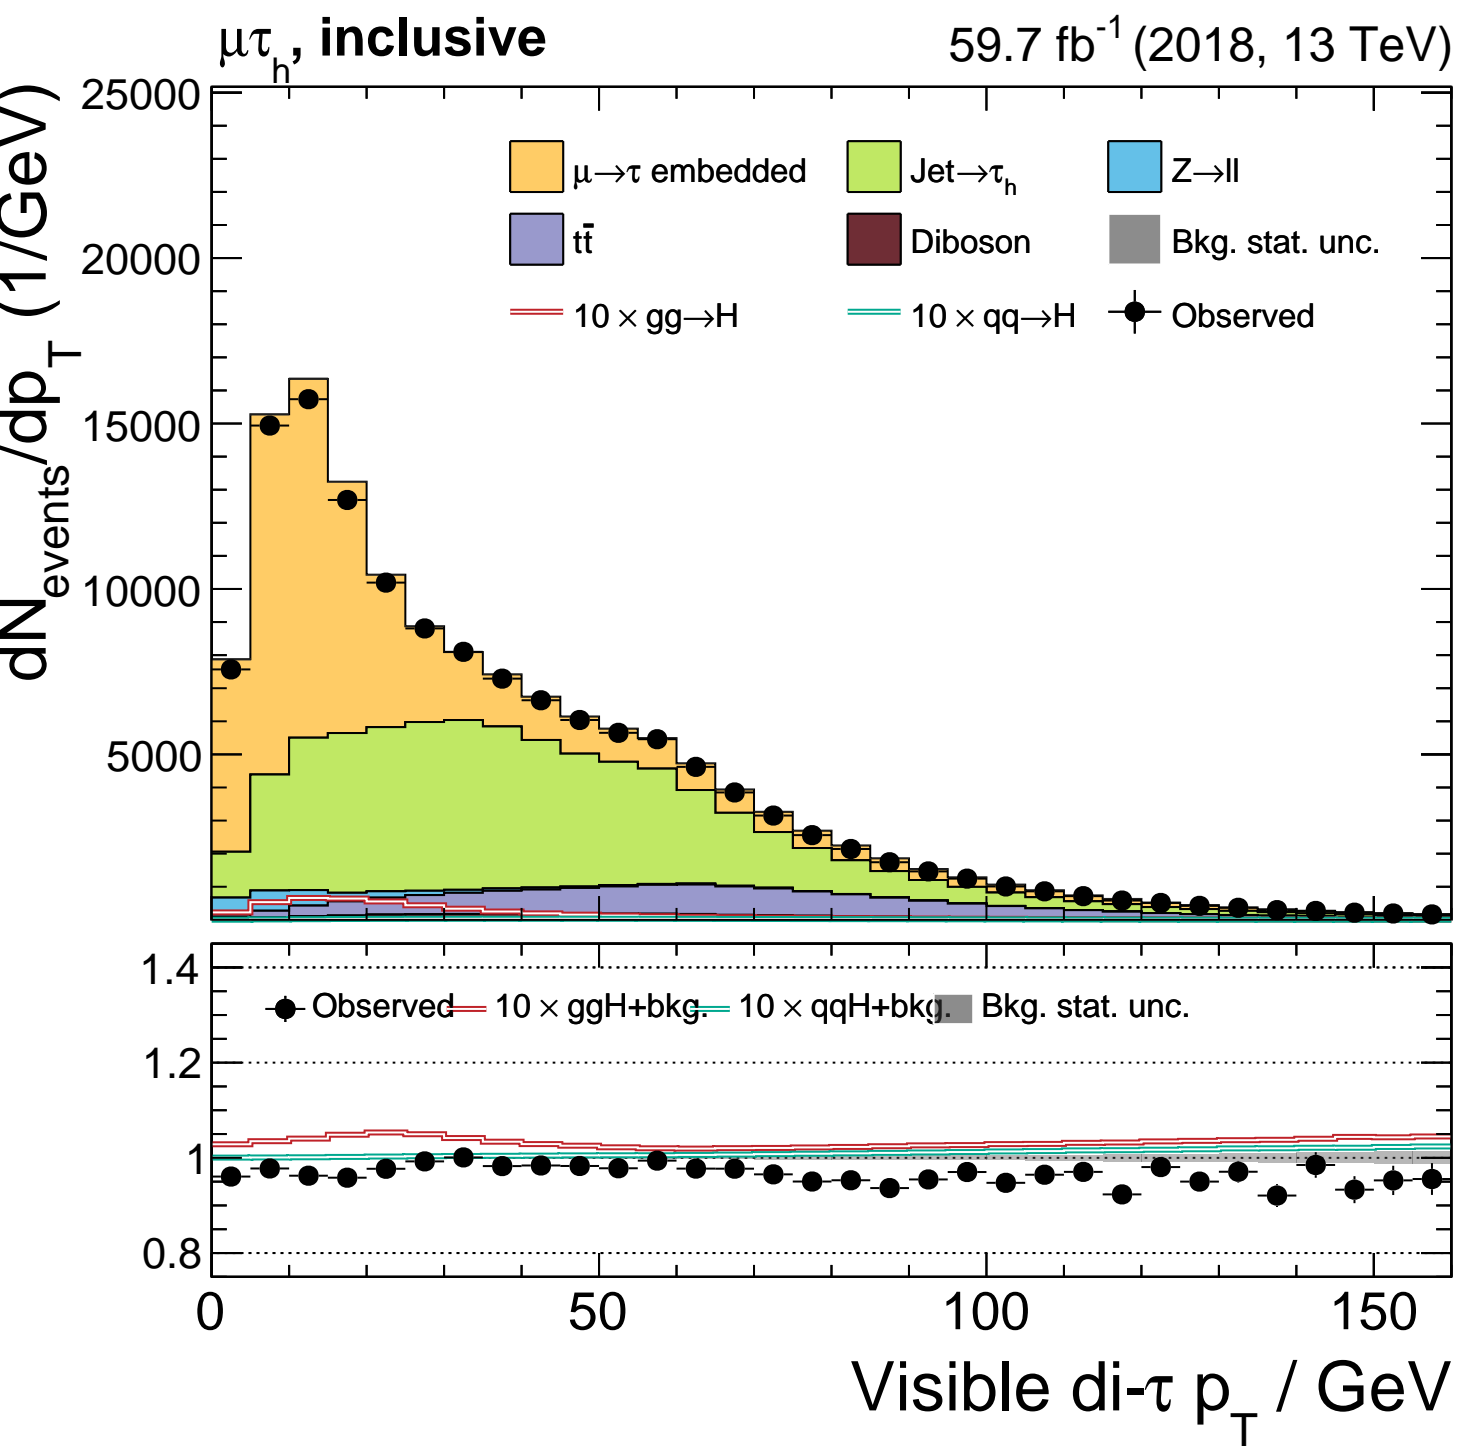 μτh, inclusive
59.7 fb-1 (2018, 13 TeV)
dNevents/dpT (1/GeV)
25000
20000
15000
10000
5000
μ→τ embedded
Jet→τh
Z→ll
tt̄
Diboson
Bkg. stat. unc.
10 × gg→H
10 × qq→H
Observed
1.4
1.2
1
0.8
Observed
10 × ggH+bkg.
10 × qqH+bkg.
Bkg. stat. unc.
0
50
100
150
Visible di-τ pT / GeV